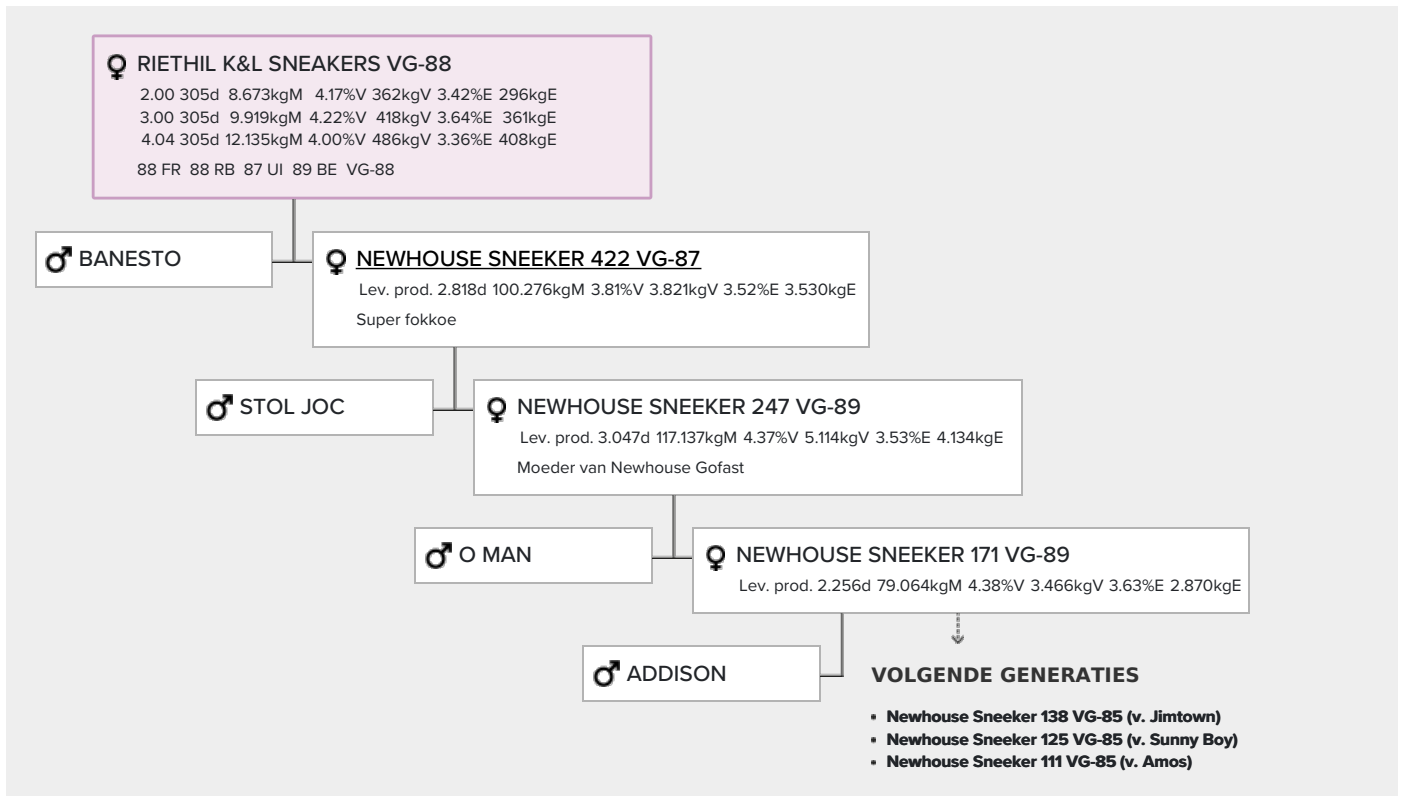 RIETHIL K&L SNEAKERS VG-88
2.00 305d 8.673kgM 4.17%V 362kgV 3.42%E 296kgE
3.00 305d 9.919kgM 4.22%V 418kgV 3.64%E 361kgE
4.04 305d 12.135kgM 4.00%V 486kgV 3.36%E 408kgE
88 FR 88 RB 87 UI 89 BE VG-88
BANESTO
NEWHOUSE SNEEKER 422 VG-87
Lev. prod. 2.818d 100.276kgM 3.81%V 3.821kgV 3.52%E 3.530kgE
Super fokkoe
STOL JOC
NEWHOUSE SNEEKER 247 VG-89
Lev. prod. 3.047d 117.137kgM 4.37%V 5.114kgV 3.53%E 4.134kgE
Moeder van Newhouse Gofast
O MAN
NEWHOUSE SNEEKER 171 VG-89
Lev. prod. 2.256d 79.064kgM 4.38%V 3.466kgV 3.63%E 2.870kgE
ADDISON
VOLGENDE GENERATIES
• Newhouse Sneeker 138 VG-85 (v. Jimtown)
• Newhouse Sneeker 125 VG-85 (v. Sunny Boy)
• Newhouse Sneeker 111 VG-85 (v. Amos)